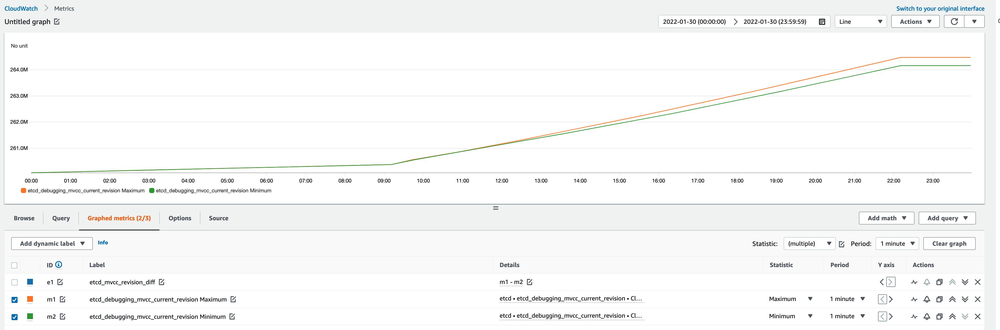 CloudWatch > Metrics
Switch to your original interface
Untitled graph
2022-01-30 (00:00:00) > 2022-01-30 (23:59:59)
Line
Actions
No unit
264.0M
263.0M
262.0M
261.0M
00:00 01:00 02:00 03:00 04:00 05:00 06:00 07:00 08:00 09:00 10:00 11:00 12:00 13:00 14:00 15:00 16:00 17:00 18:00 19:00 20:00 21:00 22:00 23:00
etcd_debugging_mvcc_current_revision Maximum etcd_debugging_mvcc_current_revision Minimum
Browse Query Graphed metrics (2/3) Options Source Add math Add query
Add dynamic label Info Statistic: (multiple) Period: 1 minute Clear graph
ID Label Details Statistic Period Y axis Actions
e1 etcd_mvcc_revision_diff m1 - m2
m1 etcd_debugging_mvcc_current_revision Maximum etcd • etcd_debugging_mvcc_current_revision • Cl... Maximum 1 minute
m2 etcd_debugging_mvcc_current_revision Minimum etcd • etcd_debugging_mvcc_current_revision • Cl... Minimum 1 minute